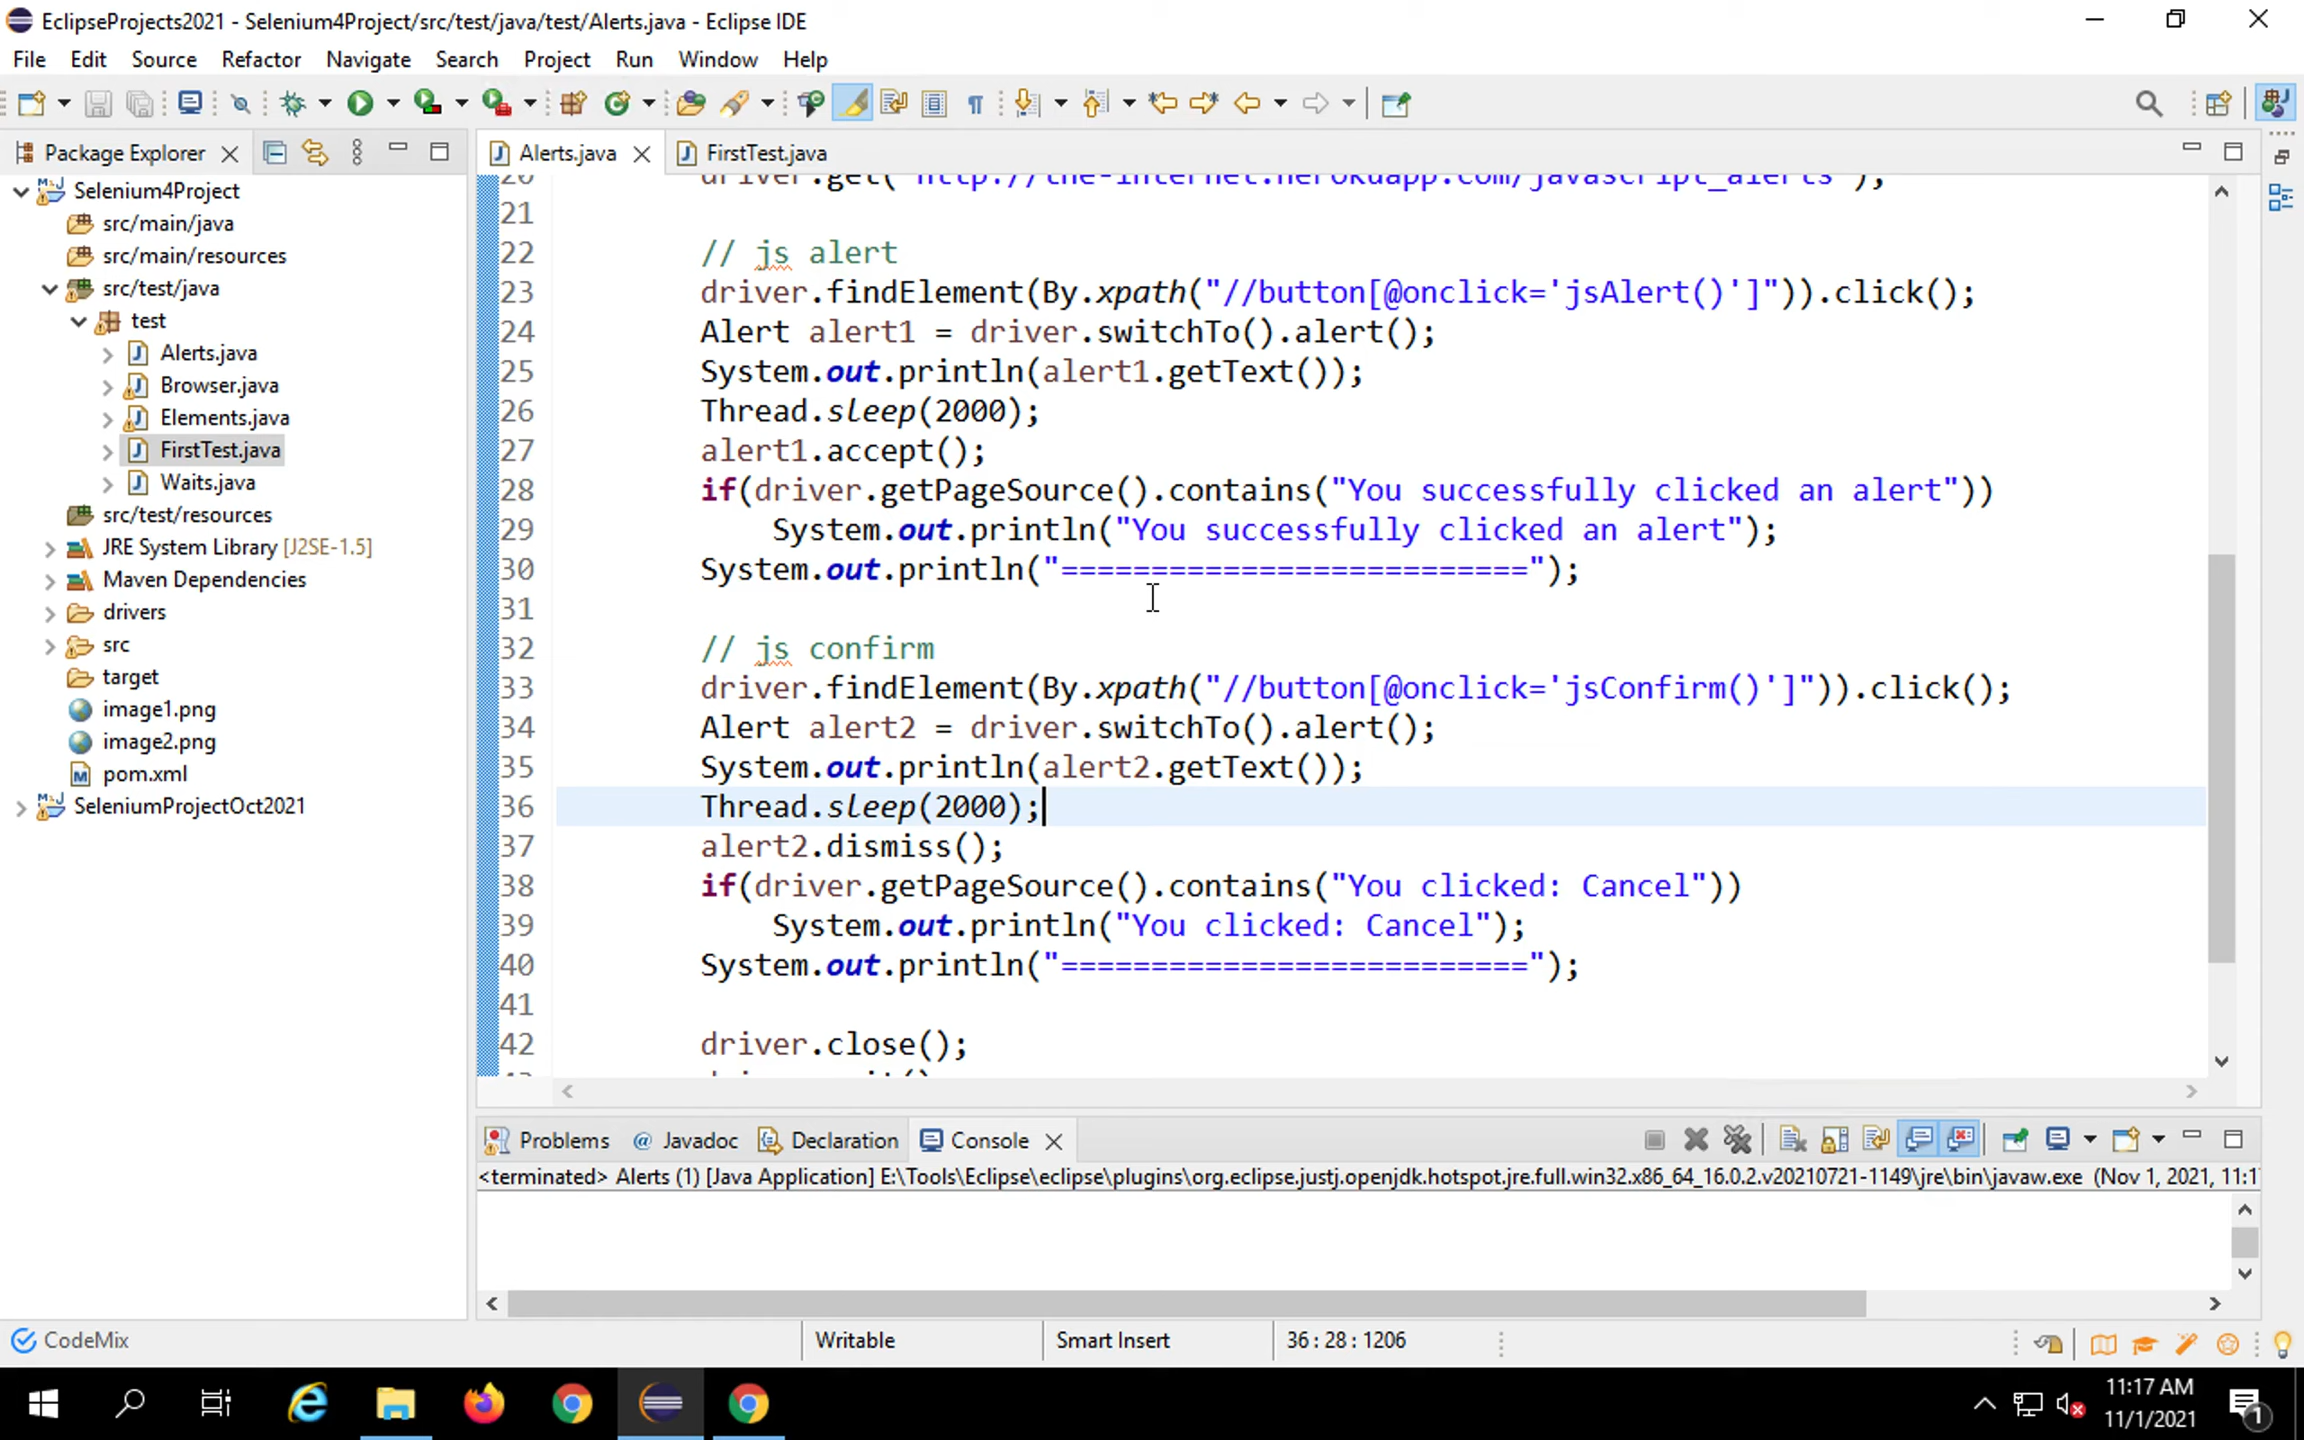 EclipseProjects2021 - Selenium4Project/src/test/java/test/Alerts.java - Eclipse IDE
File Edit Source Refactor Navigate Search Project Run Window Help
Package Explorer
Alerts.java FirstTest.java
Selenium4Project
src/main/java
src/main/resources
src/test/java
test
Alerts.java
Browser.java
Elements.java
FirstTest.java
Waits.java
src/test/resources
JRE System Library [J2SE-1.5]
Maven Dependencies
drivers
src
target
image1.png
image2.png
pom.xml
SeleniumProjectOct2021
20 driver.get("http://the-internet.herokuapp.com/javascript_alerts");
21
22 // js alert
23 driver.findElement(By.xpath("//button[@onclick='jsAlert()']")).click();
24 Alert alert1 = driver.switchTo().alert();
25 System.out.println(alert1.getText());
26 Thread.sleep(2000);
27 alert1.accept();
28 if(driver.getPageSource().contains("You successfully clicked an alert"))
29 System.out.println("You successfully clicked an alert");
30 System.out.println("==========================");
31
32 // js confirm
33 driver.findElement(By.xpath("//button[@onclick='jsConfirm()']")).click();
34 Alert alert2 = driver.switchTo().alert();
35 System.out.println(alert2.getText());
36 Thread.sleep(2000);
37 alert2.dismiss();
38 if(driver.getPageSource().contains("You clicked: Cancel"))
39 System.out.println("You clicked: Cancel");
40 System.out.println("==========================");
41
42 driver.close();
Problems @ Javadoc Declaration Console
<terminated> Alerts (1) [Java Application] E:\Tools\Eclipse\eclipse\plugins\org.eclipse.justj.openjdk.hotspot.jre.full.win32.x86_64_16.0.2.v20210721-1149\jre\bin\javaw.exe (Nov 1, 2021, 11:1
CodeMix Writable Smart Insert 36 : 28 : 1206
11:17 AM
11/1/2021
1